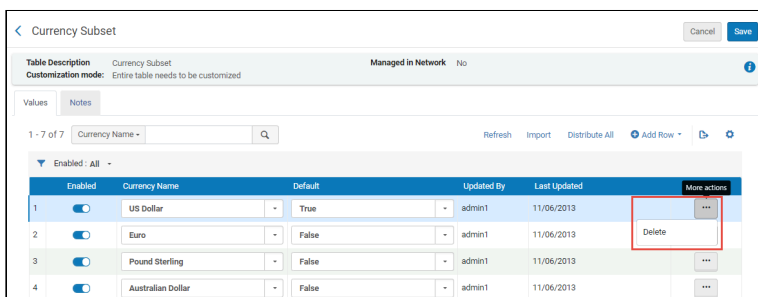 Currency Subset
Cancel
Save
Table Description Currency Subset Managed in Network No
Customization mode: Entire table needs to be customized
Values Notes
1 - 7 of 7 Currency Name Refresh Import Distribute All Add Row
Enabled : All
Enabled Currency Name Default Updated By Last Updated More actions
1 US Dollar True admin1 11/06/2013 ...
Delete
2 Euro False admin1 11/06/2013
3 Pound Sterling False admin1 11/06/2013 ...
4 Australian Dollar False admin1 11/06/2013 ...